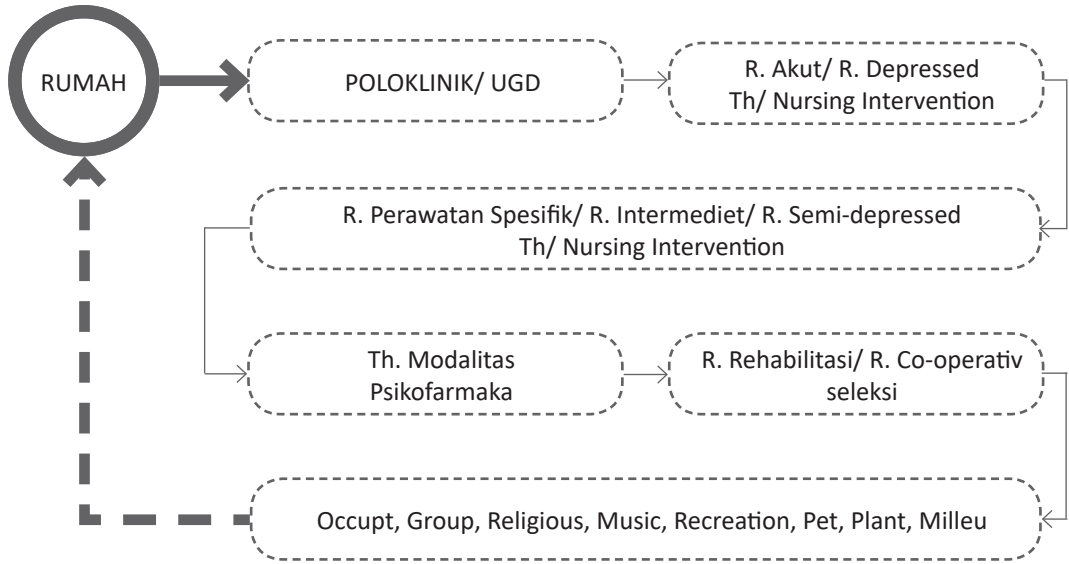 RUMAH
POLOKLINIK/ UGD
R. Akut/ R. Depressed
Th/ Nursing Intervention
R. Perawatan Spesifik/ R. Intermediet/ R. Semi-depressed
Th/ Nursing Intervention
Th. Modalitas
Psikofarmaka
R. Rehabilitasi/ R. Co-operativ
seleksi
Occupt, Group, Religious, Music, Recreation, Pet, Plant, Milleu